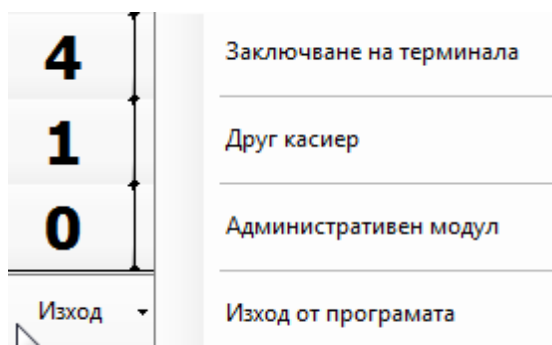 4
1
0
Изход
Заключване на терминала
Друг касиер
Административен модул
Изход от програмата